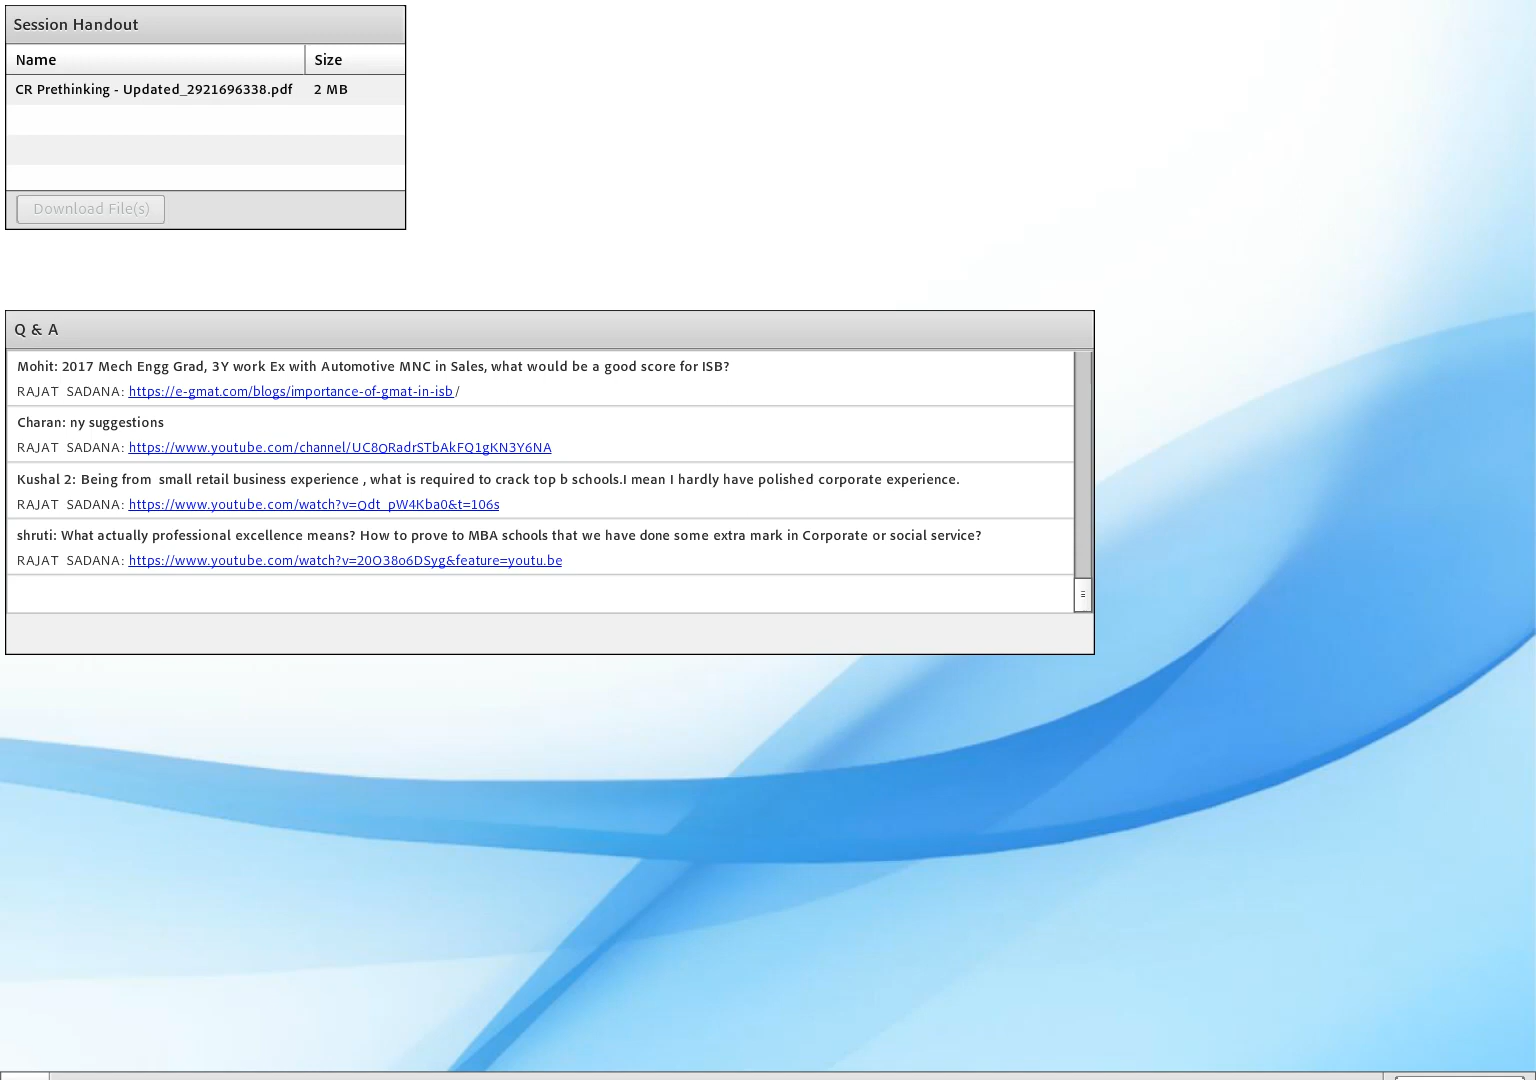 Session Handout
Name Size
CR Prethinking - Updated_2921696338.pdf 2 MB
Download File(s)
Q & A
Mohit: 2017 Mech Engg Grad, 3Y work Ex with Automotive MNC in Sales, what would be a good score for ISB?
RAJAT SADANA: https://e-gmat.com/blogs/importance-of-gmat-in-isb/
Charan: ny suggestions
RAJAT SADANA: https://www.youtube.com/channel/UC8QRadrSTbAkFQ1gKN3Y6NA
Kushal 2: Being from small retail business experience , what is required to crack top b schools.I mean I hardly have polished corporate experience.
RAJAT SADANA: https://www.youtube.com/watch?v=Qdt_pW4Kba0&t=106s
shruti: What actually professional excellence means? How to prove to MBA schools that we have done some extra mark in Corporate or social service?
RAJAT SADANA: https://www.youtube.com/watch?v=20O38o6DSyg&feature=youtu.be